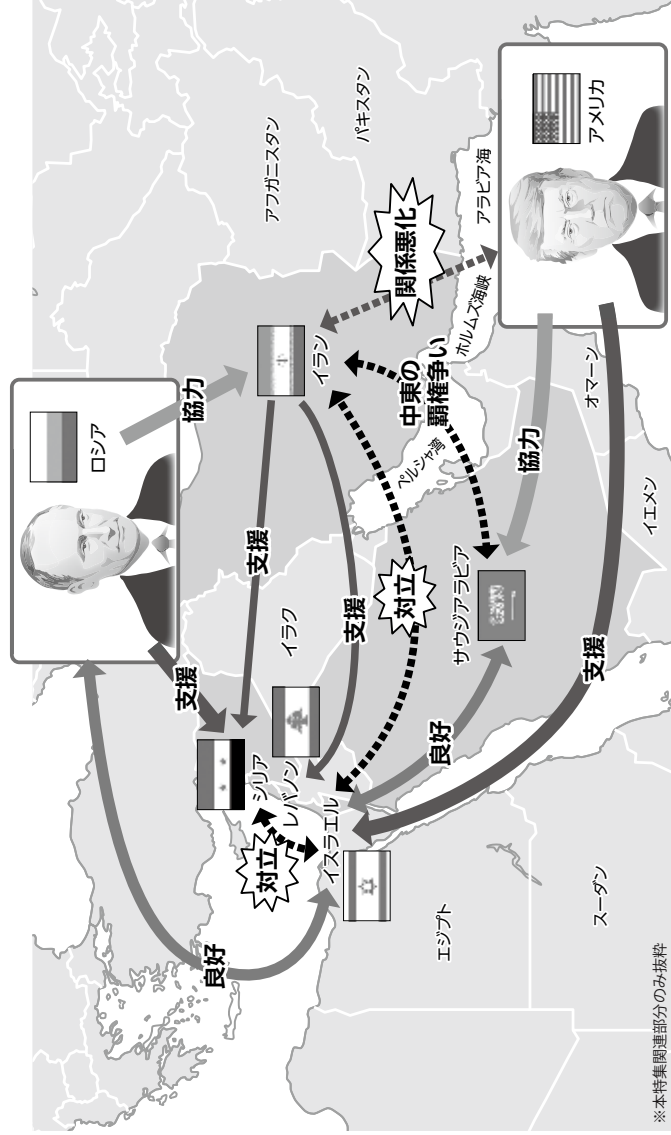 ロシア
アメリカ
アフガニスタン
パキスタン
アラビア海
ホルムズ海峡
ペルシャ湾
オマーン
イエメン
イラン
イラク
サウジアラビア
シリア
レバノン
イスラエル
エジプト
スーダン
協力
支援
支援
支援
関係悪化
中東の
覇権争い
協力
対立
対立
良好
良好
支援
※本特集関連部分のみ抜粋